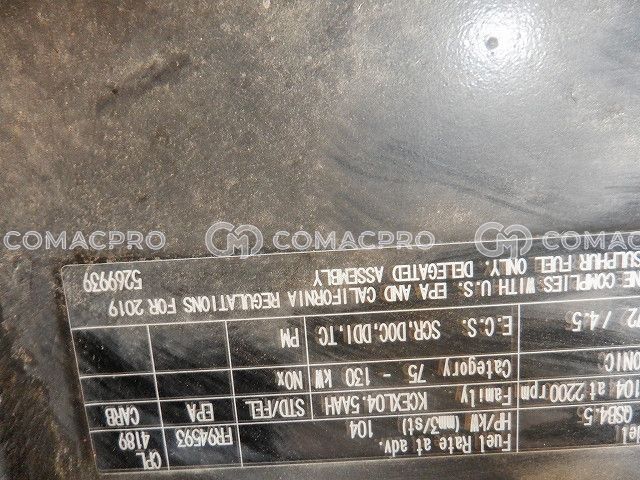 COMACPRO COMACPRO COMACPRO
Fuel Rate at adv. 104 FR94593 CPL
QSB4.5 HP/kW (mm3/st) 4189
104 at 2200 rpm Family KCEXL04.5AAH STD/FEL EPA CARB
Category 75 - 130 kW NOx
/ 4.5 E.C.S. SCR,DOC,DDI,TC PM
COMPLIES WITH U.S. EPA AND CALIFORNIA REGULATIONS FOR 2019
SULPHUR FUEL ONLY. DELEGATED ASSEMBLY 5269939